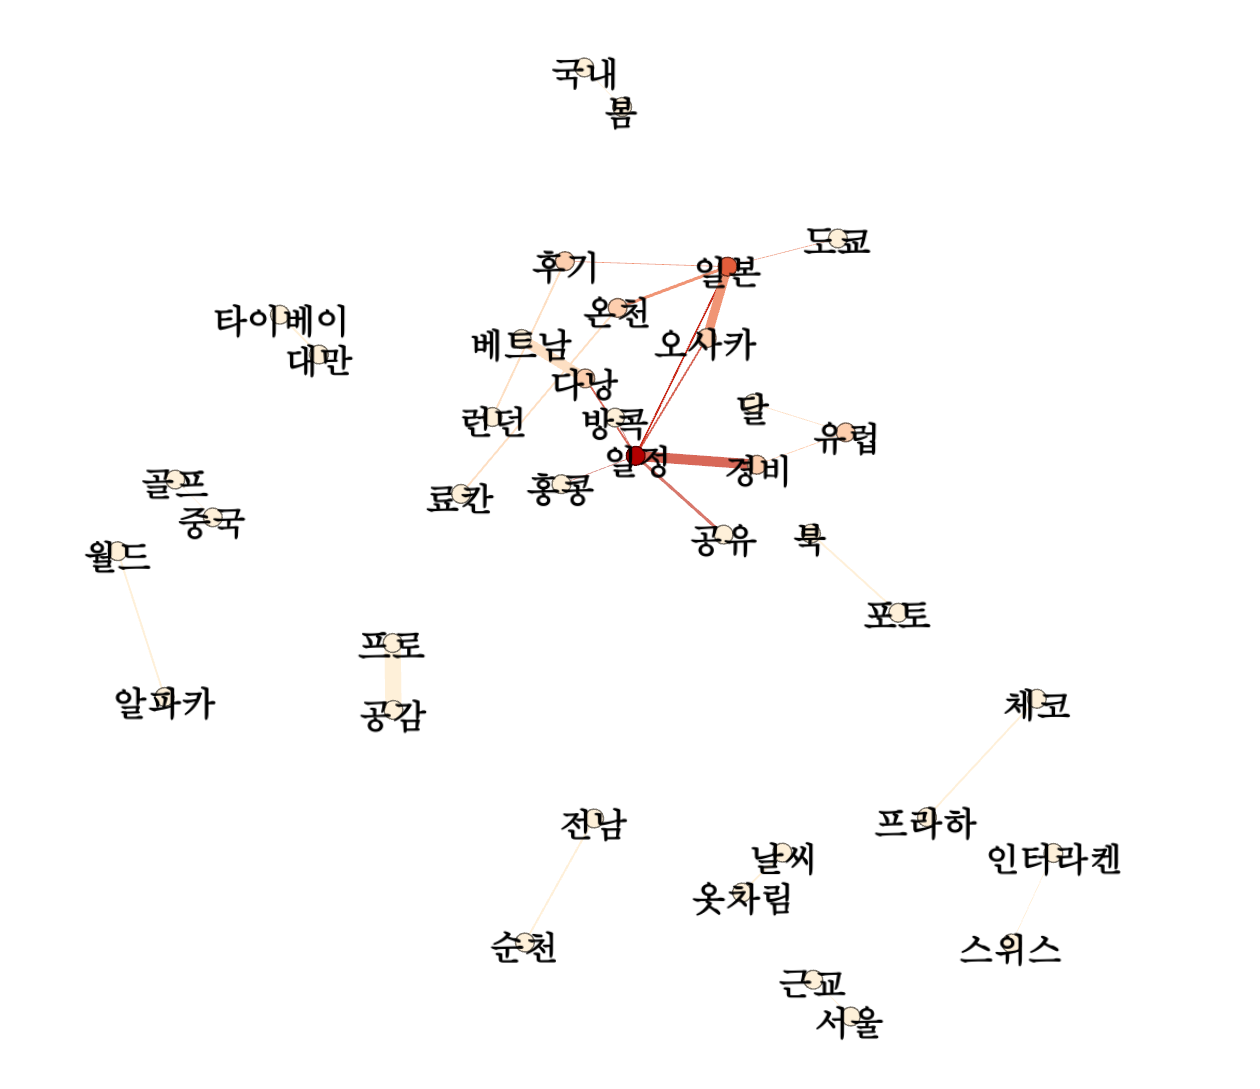 국내
봄
도쿄
후기
일본
온천
타이베이
베트남
오사카
대만
다낭
달
런던
방콕
유럽
일정
경비
골프
홍콩
료칸
중국
공유
북
월드
포토
프로
알파카
공감
체코
전남
프라하
날씨
인터라켄
옷차림
순천
스위스
근교
서울